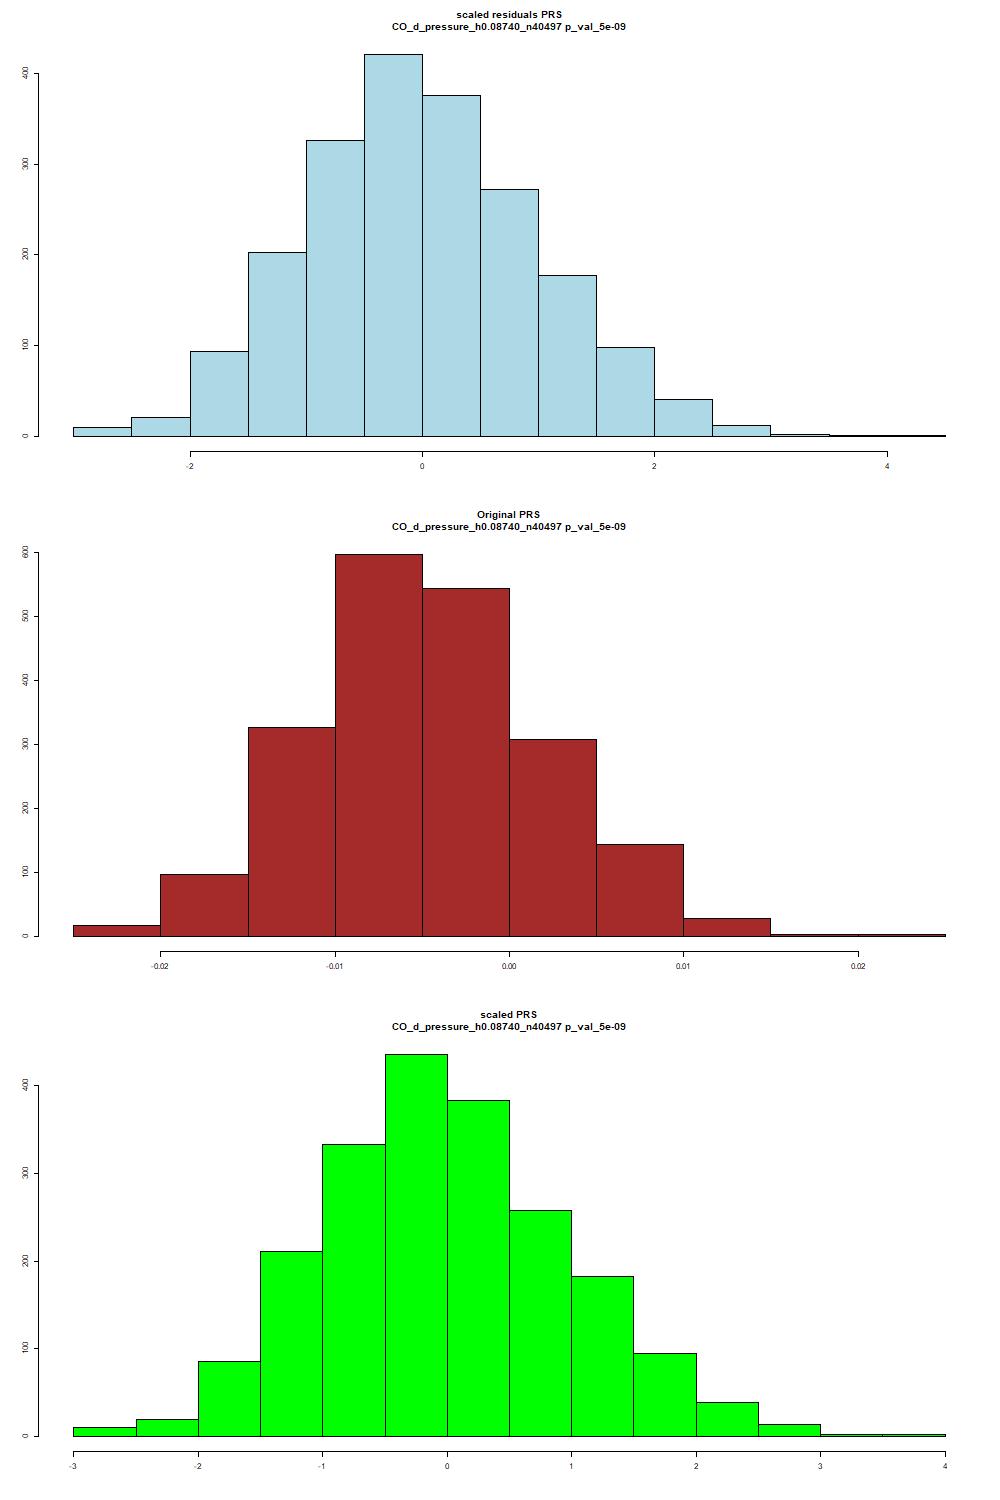 scaled residuals PRS
CO_d_pressure_h0.08740_n40497 p_val_5e-09
400
300
200
100
0
-2 0 2 4
Original PRS
CO_d_pressure_h0.08740_n40497 p_val_5e-09
600
500
400
300
200
100
0
-0.02 -0.01 0.00 0.01 0.02
scaled PRS
CO_d_pressure_h0.08740_n40497 p_val_5e-09
400
300
200
100
0
-3 -2 -1 0 1 2 3 4